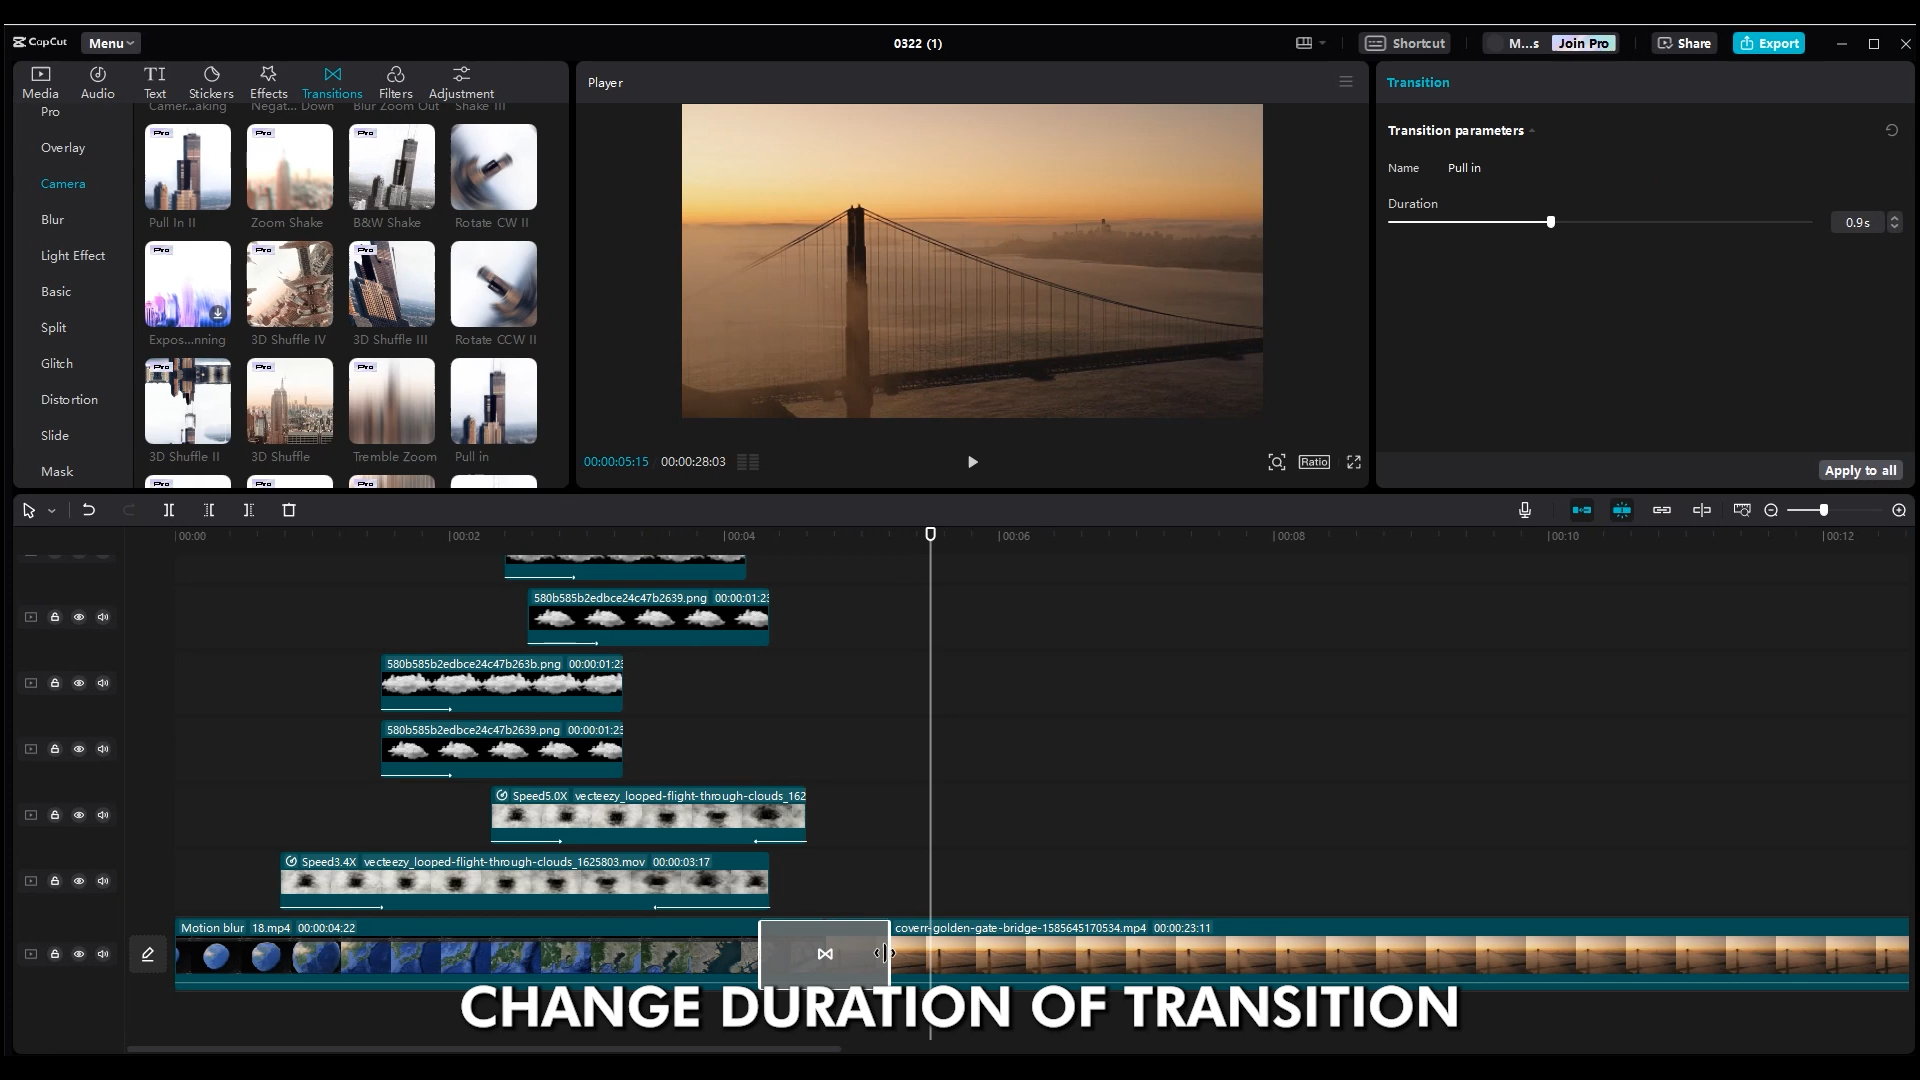 CapCut Menu 0322 (1) Shortcut M...s Join Pro Share Export
Media Audio Text Stickers Effects Transitions Filters Adjustment
Player
Transition
Pro
Overlay
Camera
Blur
Light Effect
Basic
Split
Glitch
Distortion
Slide
Mask
Camer...aking Negat... Down Blur Zoom Out Shake III
Pro Pro Pro
Pull In II Zoom Shake B&W Shake Rotate CW II
Pro Pro Pro
Expos...nning 3D Shuffle IV 3D Shuffle III Rotate CCW II
Pro Pro Pro
3D Shuffle II 3D Shuffle Tremble Zoom Pull in
Pro Pro Pro
00:00:05:15 00:00:28:03 Ratio
Transition parameters
Name Pull in
Duration
0.9s
Apply to all
00:00 00:02 00:04 00:06 00:08 00:10 00:12
580b585b2edbce24c47b2639.png 00:00:01:23
580b585b2edbce24c47b263b.png 00:00:01:23
580b585b2edbce24c47b2639.png 00:00:01:23
Speed5.0X vecteezy_looped-flight-through-clouds_162
Speed3.4X vecteezy_looped-flight-through-clouds_1625803.mov 00:00:03:17
Motion blur 18.mp4 00:00:04:22 coverr-golden-gate-bridge-1585645170534.mp4 00:00:23:11
CHANGE DURATION OF TRANSITION